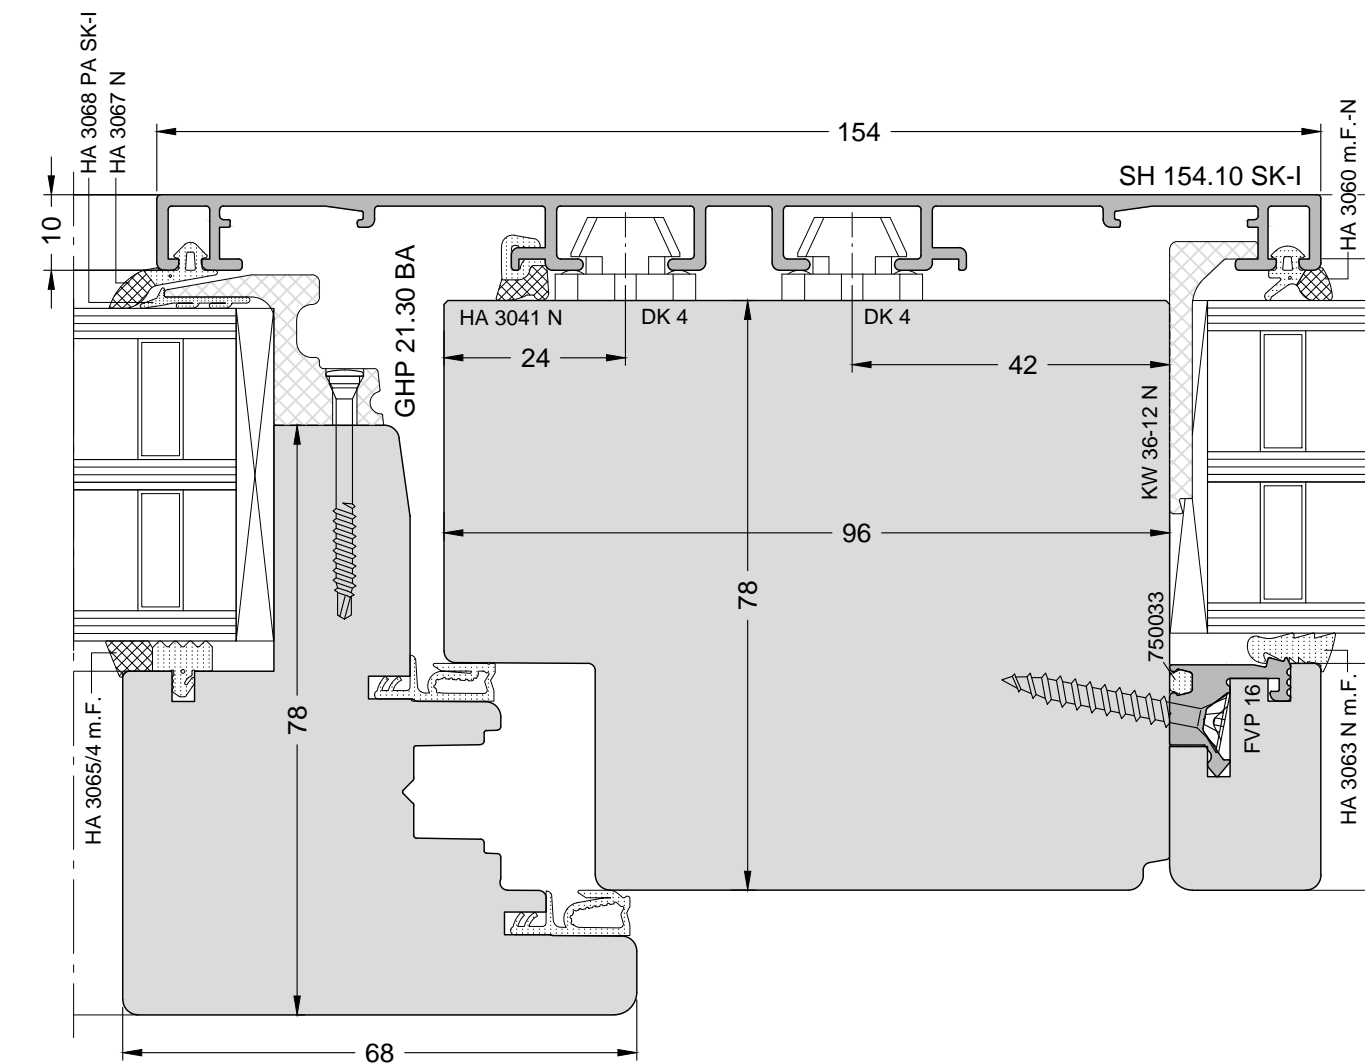 HA 3068 PA SK-I
HA 3067 N
154
SH 154.10 SK-I
HA 3060 m.F.-N
10
GHP 21.30 BA
HA 3041 N
DK 4
DK 4
24
42
KW 36-12 N
96
78
750033
78
FVP 16
HA 3065/4 m.F.
HA 3063 N m.F.
68